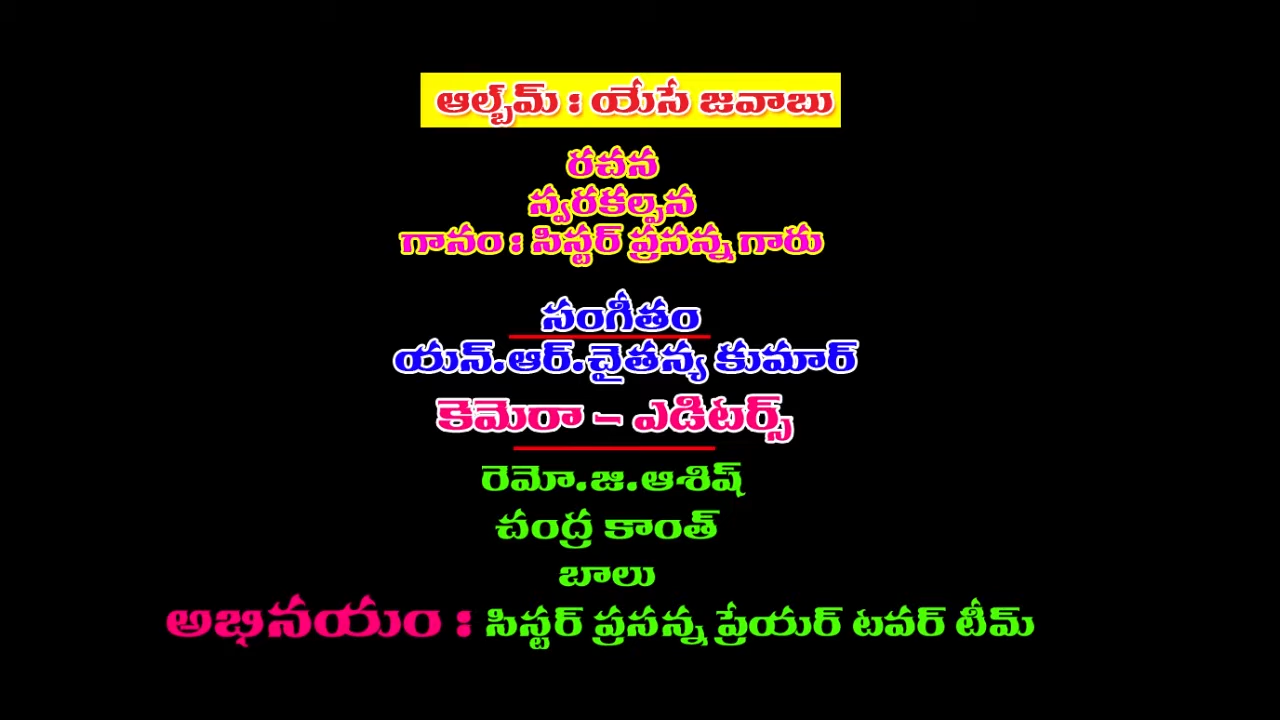 ఆల్బ్‌మ్ : యేసే జవాబు
రచన
స్వరకల్పన
గానం : సిస్టర్ ప్రసన్న గారు
సంగీతం
యన్.ఆర్.చైతన్య కుమార్
కెమెరా – ఎడిటర్స్
రెమో.జి.ఆశిష్
చంద్ర కాంత్
బాలు
అభినయం : సిస్టర్ ప్రసన్న ప్రేయర్ టవర్ టీమ్